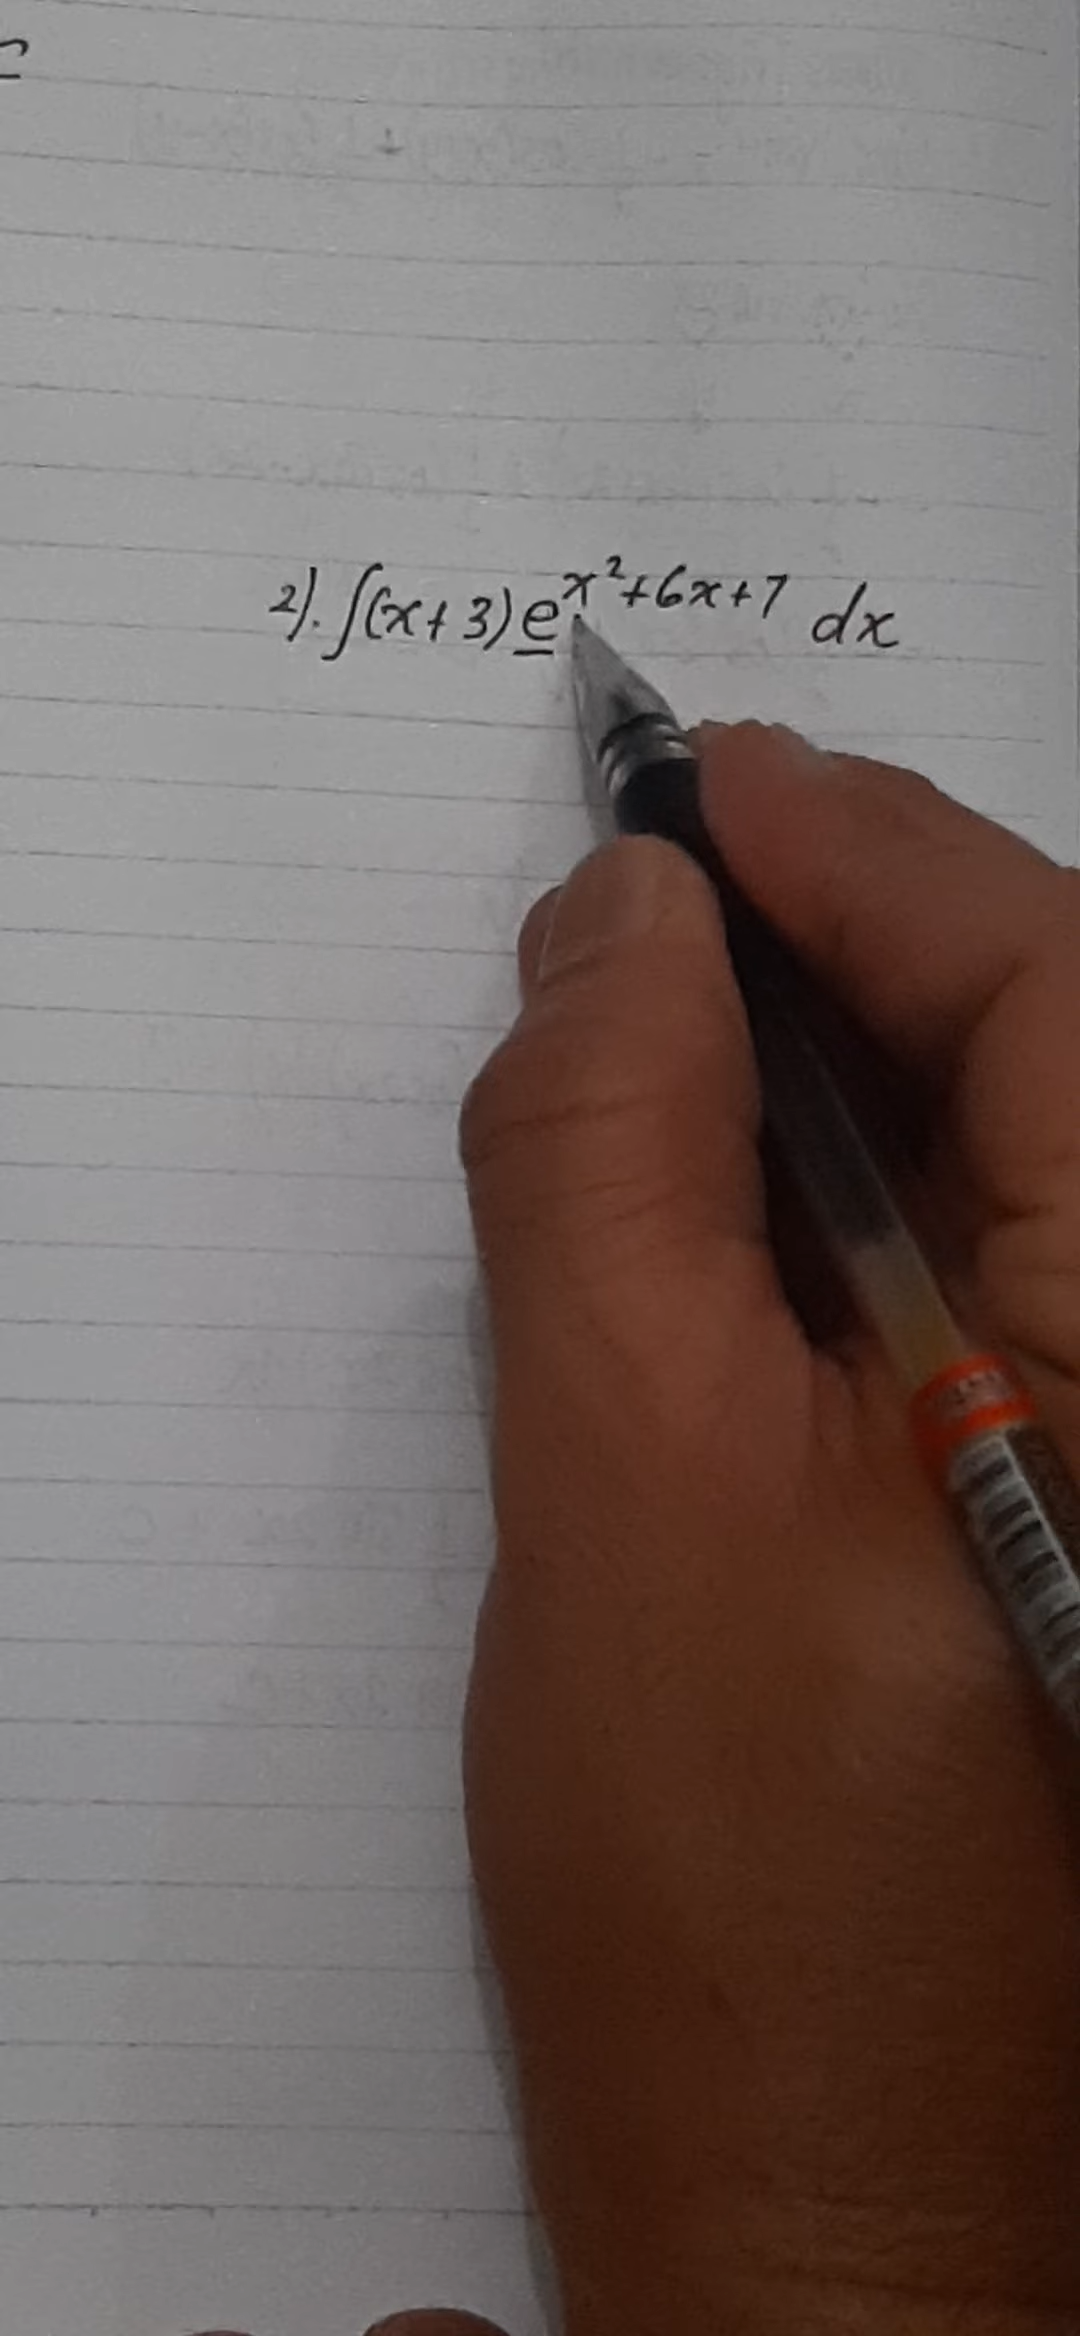 2). ∫(x+3) e^{x²+6x+7} dx